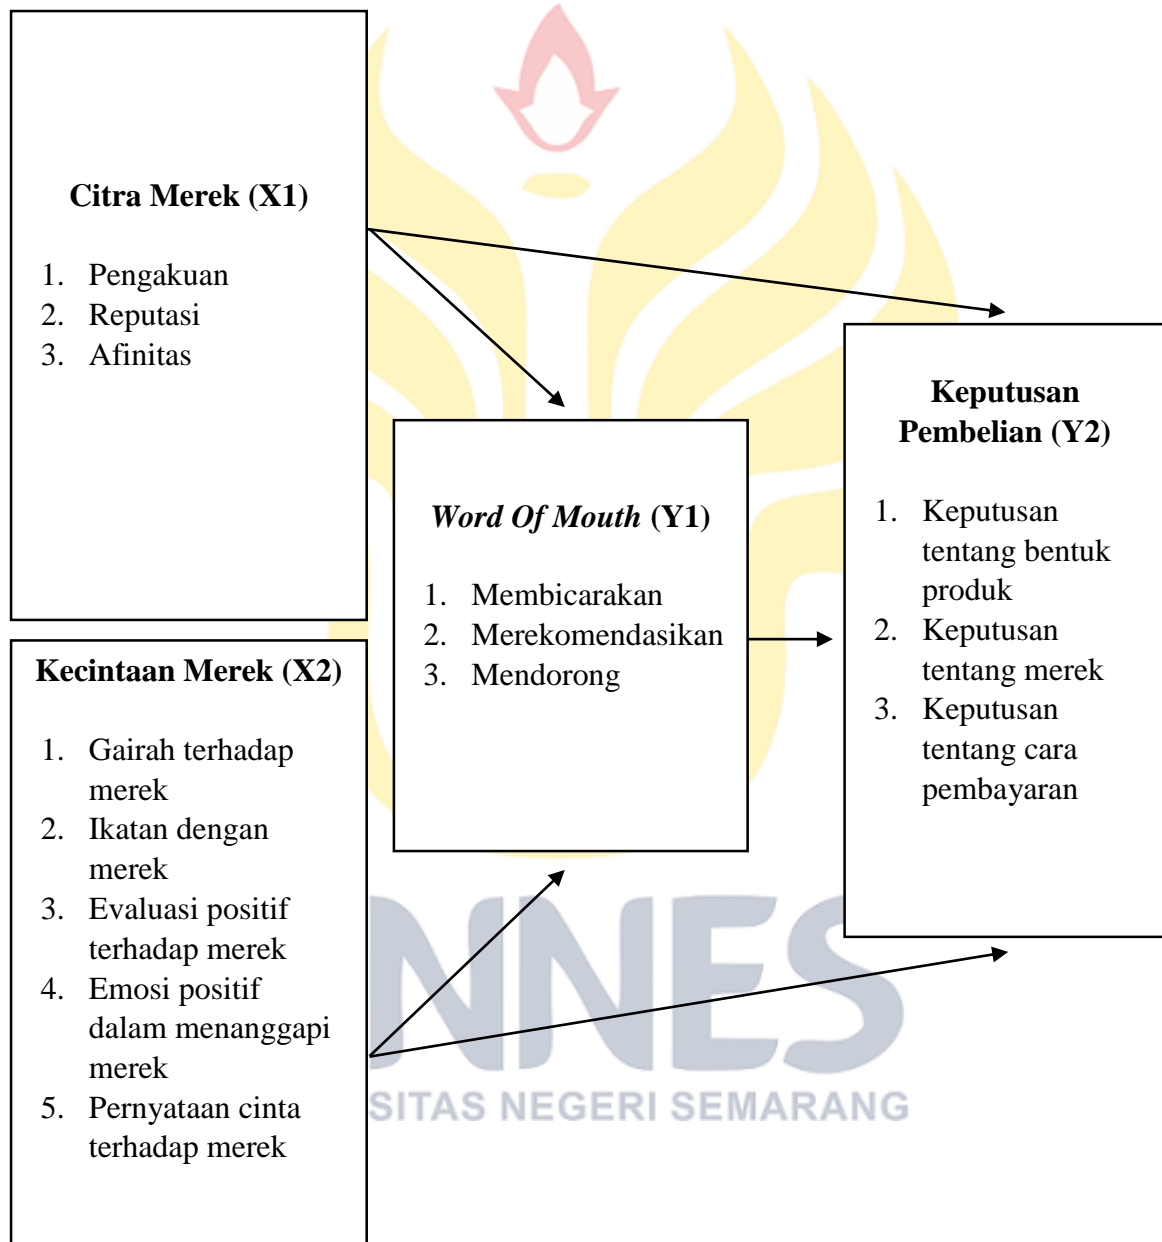 Citra Merek (X1)
1. Pengakuan
2. Reputasi
3. Afinitas
Kecintaan Merek (X2)
1. Gairah terhadap
merek
2. Ikatan dengan
merek
3. Evaluasi positif
terhadap merek
4. Emosi positif
dalam menanggapi
merek
5. Pernyataan cinta
terhadap merek
Word Of Mouth (Y1)
1. Membicarakan
2. Merekomendasikan
3. Mendorong
Keputusan
Pembelian (Y2)
1. Keputusan
tentang bentuk
produk
2. Keputusan
tentang merek
3. Keputusan
tentang cara
pembayaran
NNES
SITAS NEGERI SEMARANG